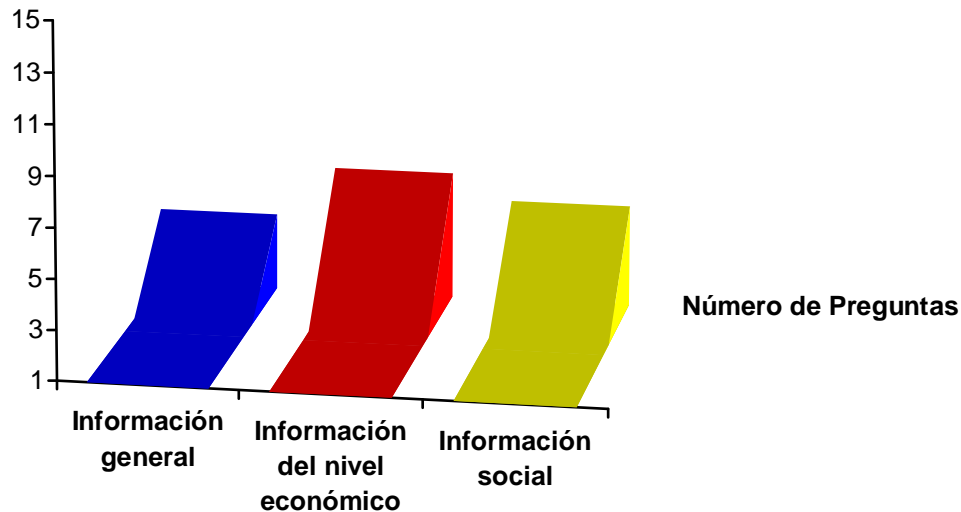 15
13
11
9
7
5
3
1
Información
general
Información
del nivel
económico
Información
social
Número de Preguntas